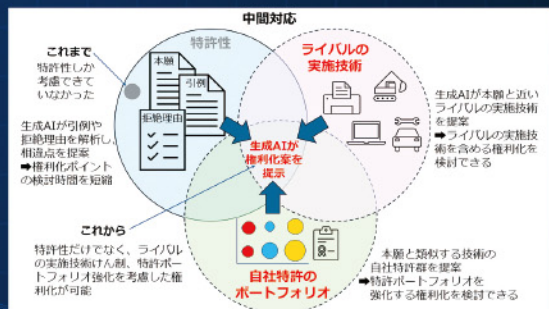 中間対応
これまで
特許性しか
考慮できて
いなかった
特許性
本願
引例
拒絶理由
生成AIが引例や
拒絶理由を解析し、
相違点を提案
➡権利化ポイント
の検討時間を短縮
ライバルの
実施技術
生成AIが本願と近い
ライバルの実施技術
を提案
➡ライバルの実施技
術を含める権利化を
検討できる
生成AIが
権利化案を
提示
これから
特許性だけでなく、ライバル
の実施技術けん制、特許ポー
トフォリオ強化を考慮した権
利化が可能
自社特許の
ポートフォリオ
本願と類似する技術の
自社特許群を提案
➡特許ポートフォリオを
強化する権利化を検討できる